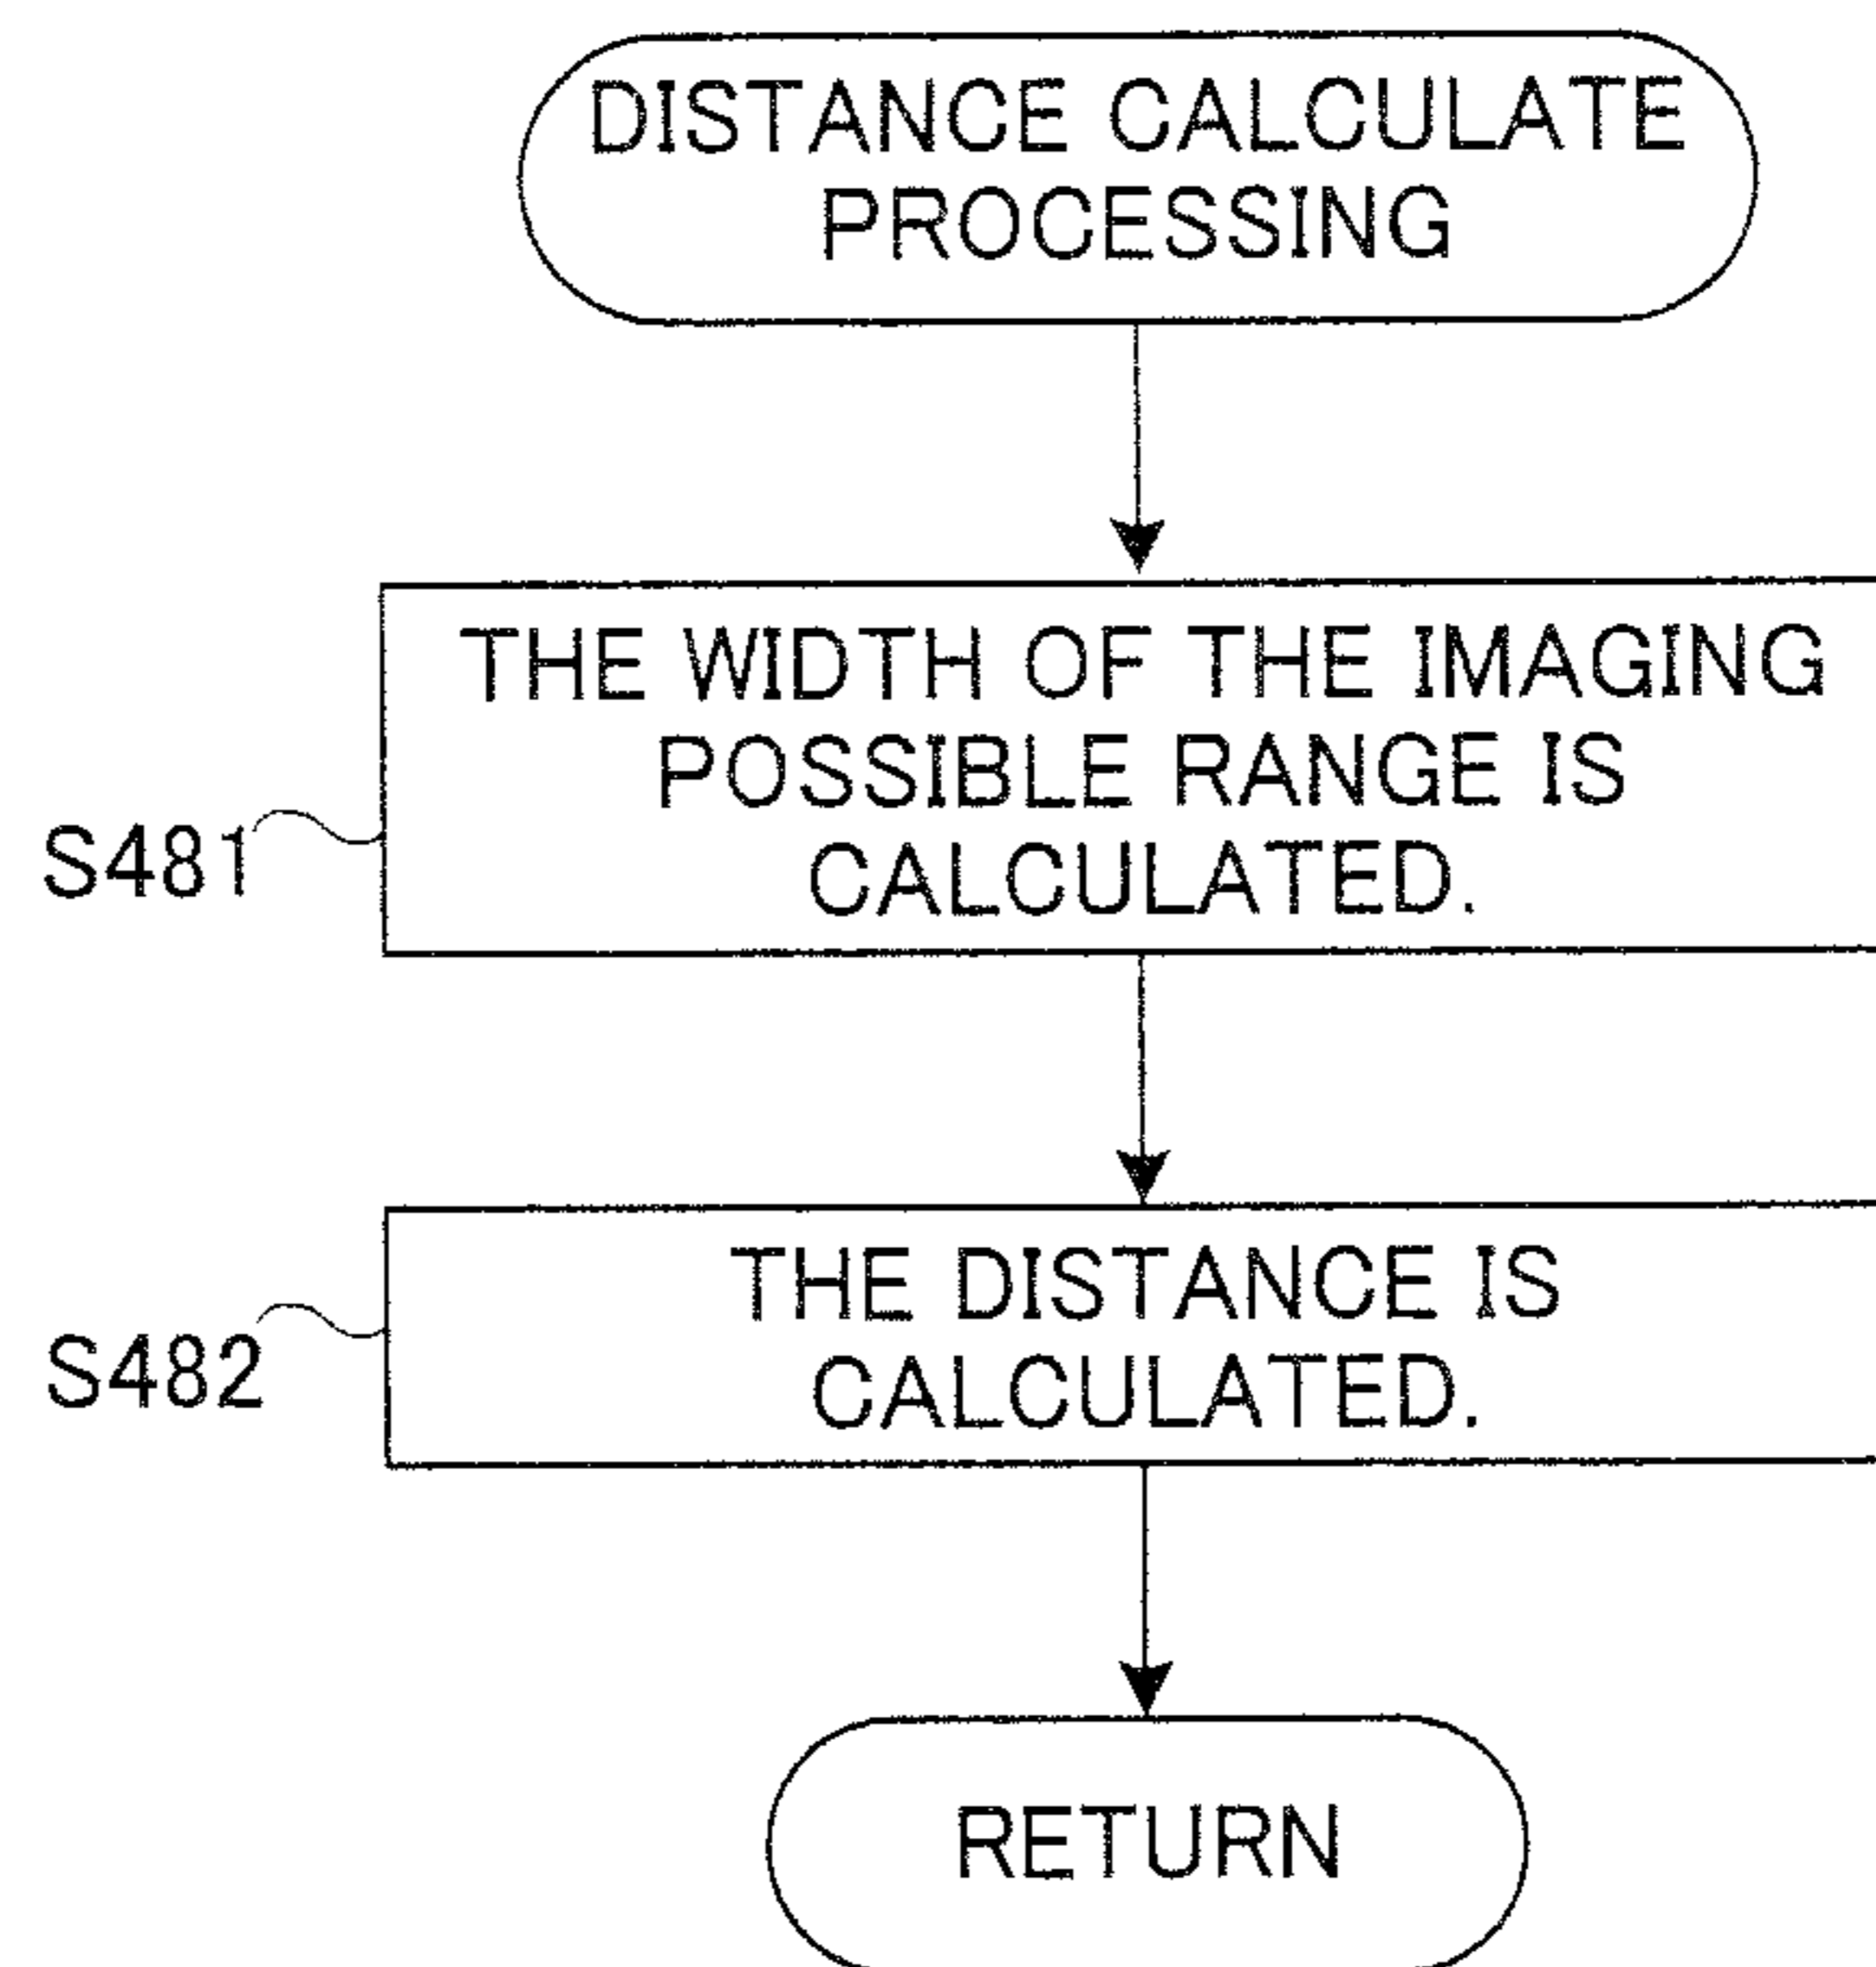 DISTANCE CALCULATE
PROCESSING
THE WIDTH OF THE IMAGING
POSSIBLE RANGE IS
CALCULATED.
S481
THE DISTANCE IS
CALCULATED.
S482
RETURN